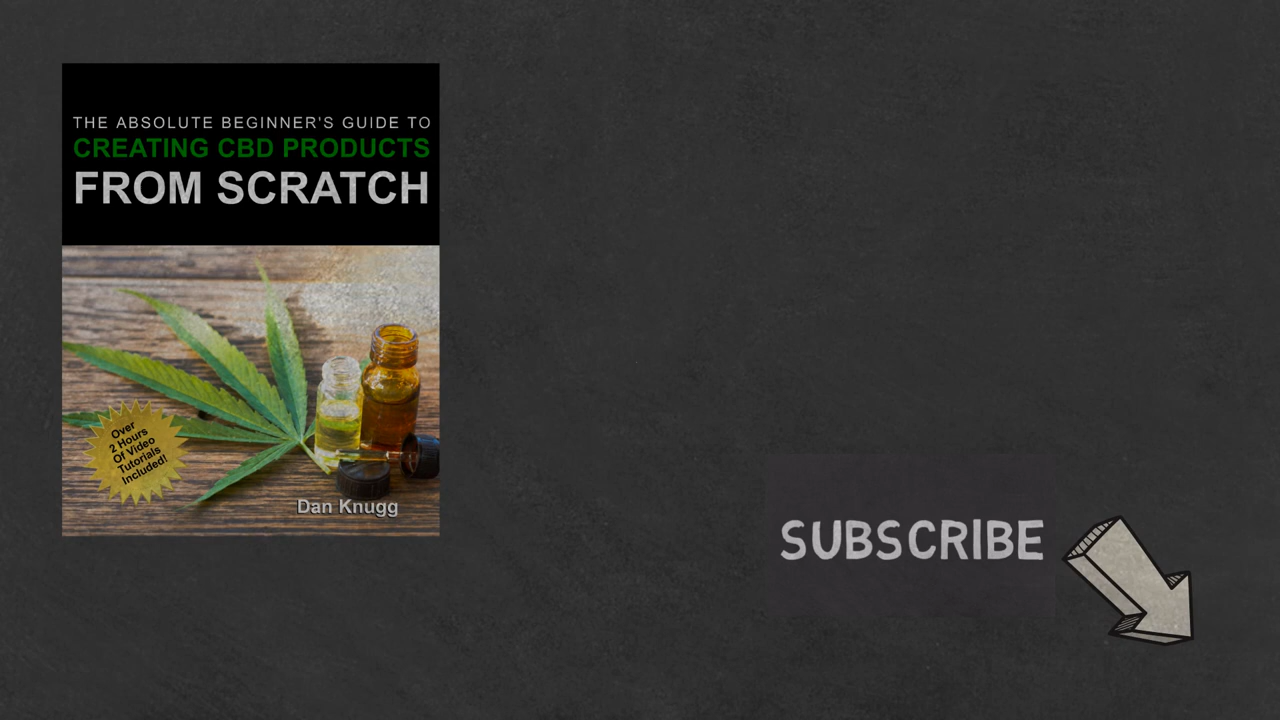 THE ABSOLUTE BEGINNER'S GUIDE TO
CREATING CBD PRODUCTS
FROM SCRATCH
Over
2 Hours
Of Video
Tutorials
Included!
Dan Knugg
SUBSCRIBE